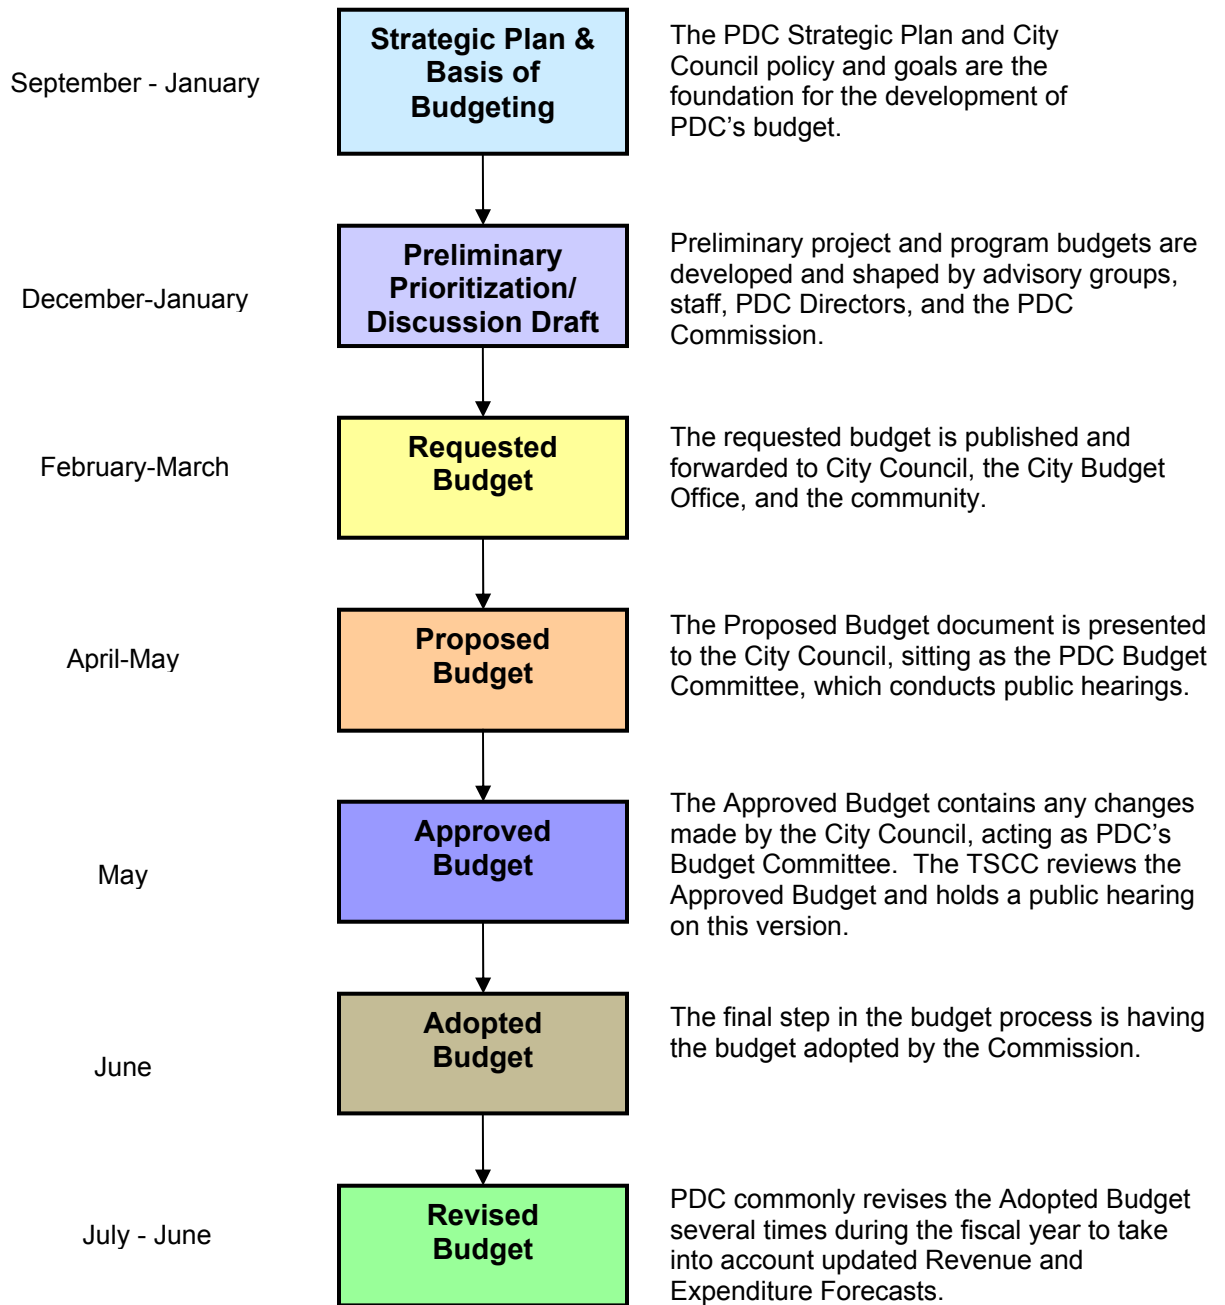 September - January
Strategic Plan &
Basis of
Budgeting
The PDC Strategic Plan and City
Council policy and goals are the
foundation for the development of
PDC's budget.
December-January
Preliminary
Prioritization/
Discussion Draft
Preliminary project and program budgets are
developed and shaped by advisory groups,
staff, PDC Directors, and the PDC
Commission.
February-March
Requested
Budget
The requested budget is published and
forwarded to City Council, the City Budget
Office, and the community.
April-May
Proposed
Budget
The Proposed Budget document is presented
to the City Council, sitting as the PDC Budget
Committee, which conducts public hearings.
May
Approved
Budget
The Approved Budget contains any changes
made by the City Council, acting as PDC's
Budget Committee.  The TSCC reviews the
Approved Budget and holds a public hearing
on this version.
June
Adopted
Budget
The final step in the budget process is having
the budget adopted by the Commission.
July - June
Revised
Budget
PDC commonly revises the Adopted Budget
several times during the fiscal year to take
into account updated Revenue and
Expenditure Forecasts.